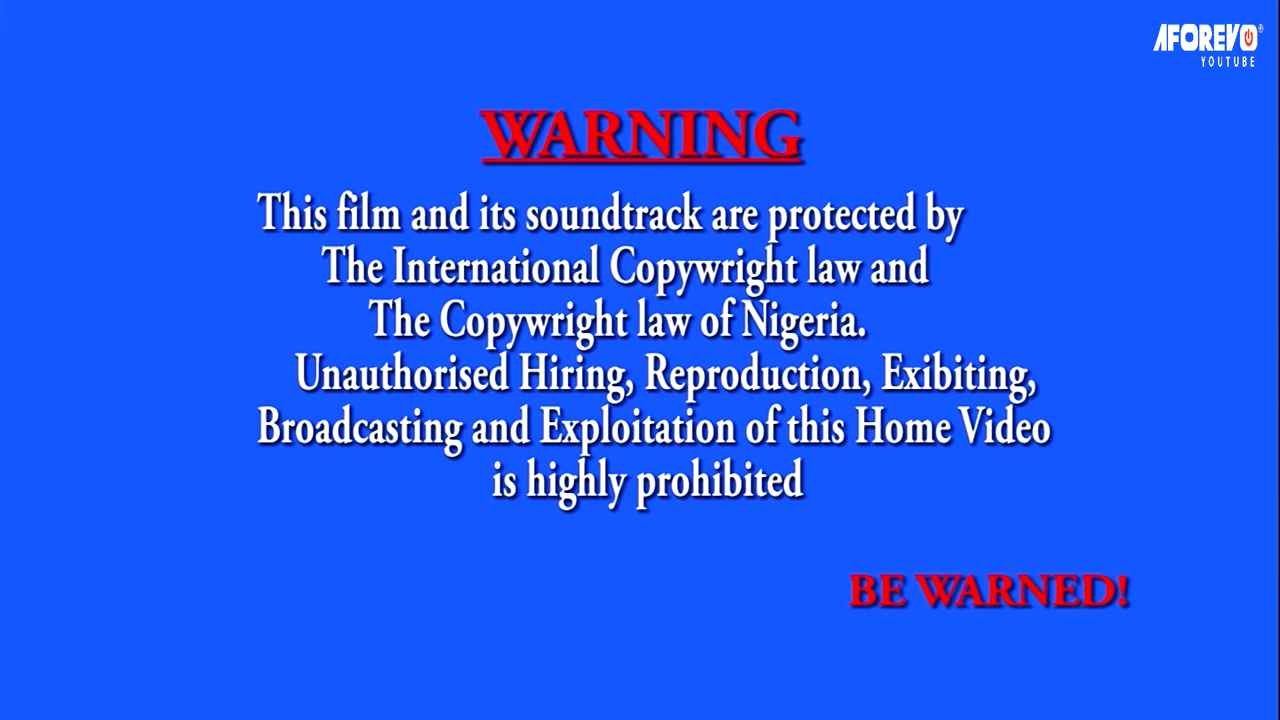 AFOREVO®
YOUTUBE
WARNING
This film and its soundtrack are protected by
The International Copywright law and
The Copywright law of Nigeria.
Unauthorised Hiring, Reproduction, Exibiting,
Broadcasting and Exploitation of this Home Video
is highly prohibited
BE WARNED!